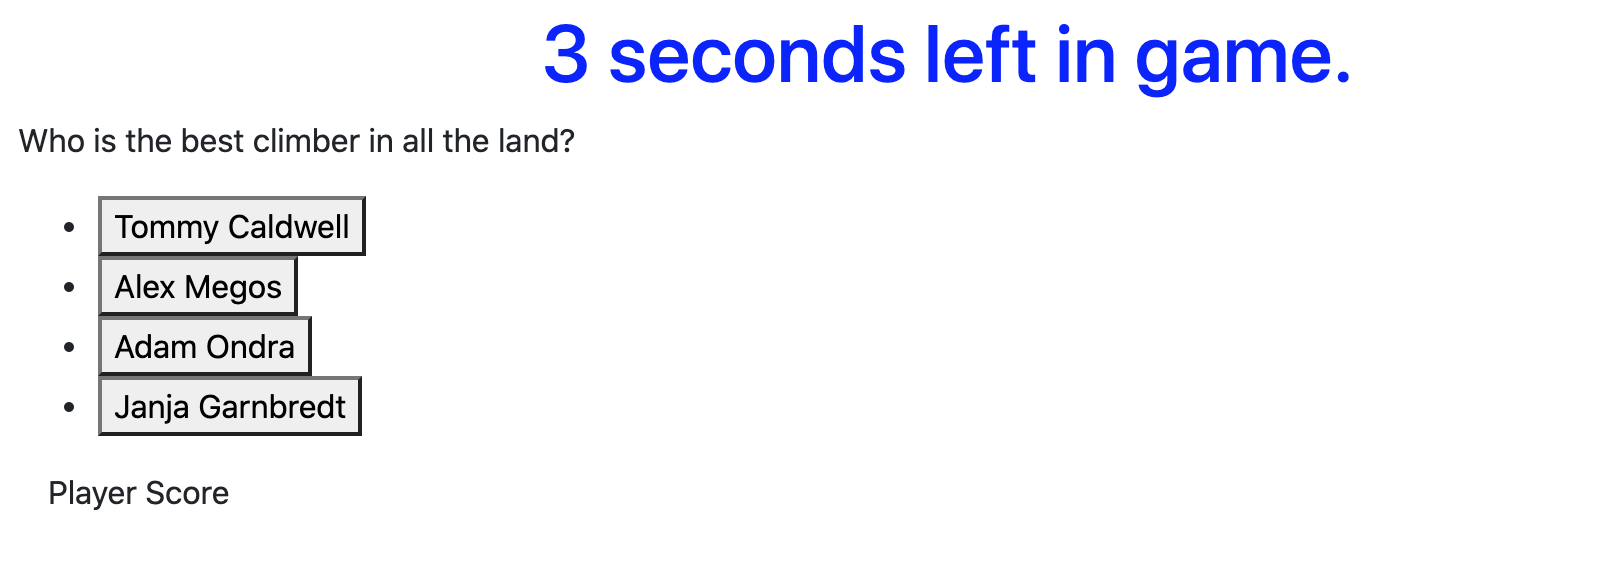 3 seconds left in game.
Who is the best climber in all the land?
Tommy Caldwell
Alex Megos
Adam Ondra
Janja Garnbredt
Player Score